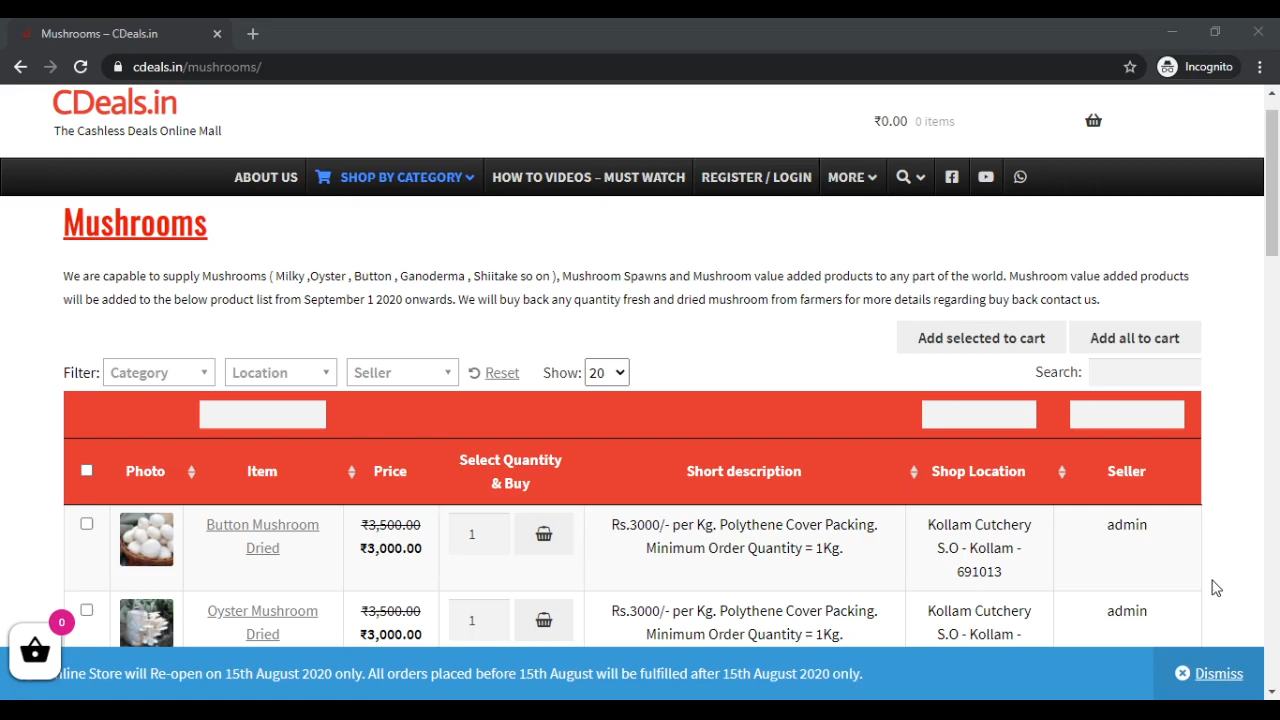 Mushrooms – CDeals.in
cdeals.in/mushrooms/
Incognito
CDeals.in
The Cashless Deals Online Mall
₹0.00 0 items
ABOUT US SHOP BY CATEGORY HOW TO VIDEOS – MUST WATCH REGISTER / LOGIN MORE
Mushrooms
We are capable to supply Mushrooms ( Milky ,Oyster , Button , Ganoderma , Shiitake so on ), Mushroom Spawns and Mushroom value added products to any part of the world. Mushroom value added products
will be added to the below product list from September 1 2020 onwards. We will buy back any quantity fresh and dried mushroom from farmers for more details regarding buy back contact us.
Add selected to cart Add all to cart
Filter: Category Location Seller Reset Show: 20 Search:
Photo Item Price Select Quantity & Buy Short description Shop Location Seller
Button Mushroom ₹3,500.00 1 Rs.3000/- per Kg. Polythene Cover Packing. Kollam Cutchery admin
Dried ₹3,000.00 Minimum Order Quantity = 1Kg. S.O - Kollam -
691013
Oyster Mushroom ₹3,500.00 1 Rs.3000/- per Kg. Polythene Cover Packing. Kollam Cutchery admin
Dried ₹3,000.00 Minimum Order Quantity = 1Kg. S.O - Kollam -
0
Store will Re-open on 15th August 2020 only. All orders placed before 15th August will be fulfilled after 15th August 2020 only. Dismiss